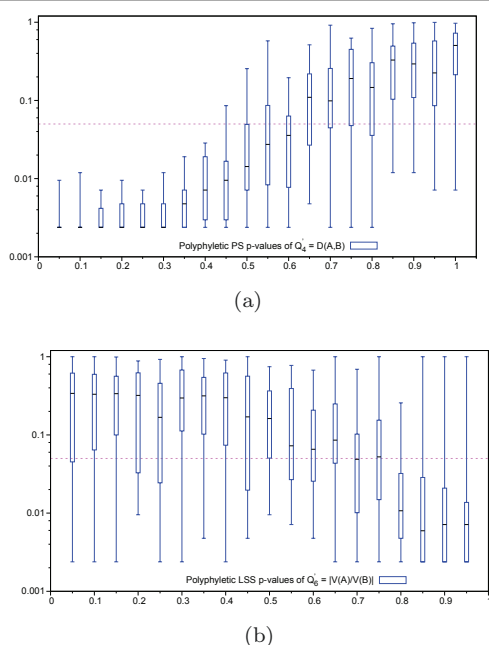 1
0.1
0.01
0.001
0 0.1 0.2 0.3 0.4 0.5 0.6 0.7 0.8 0.9 1
Polyphyletic PS p-values of Q'4 = D(A,B)
(a)
1
0.1
0.01
0.001
0 0.1 0.2 0.3 0.4 0.5 0.6 0.7 0.8 0.9 1
Polyphyletic LSS p-values of Q'6 = |V(A)/V(B)|
(b)